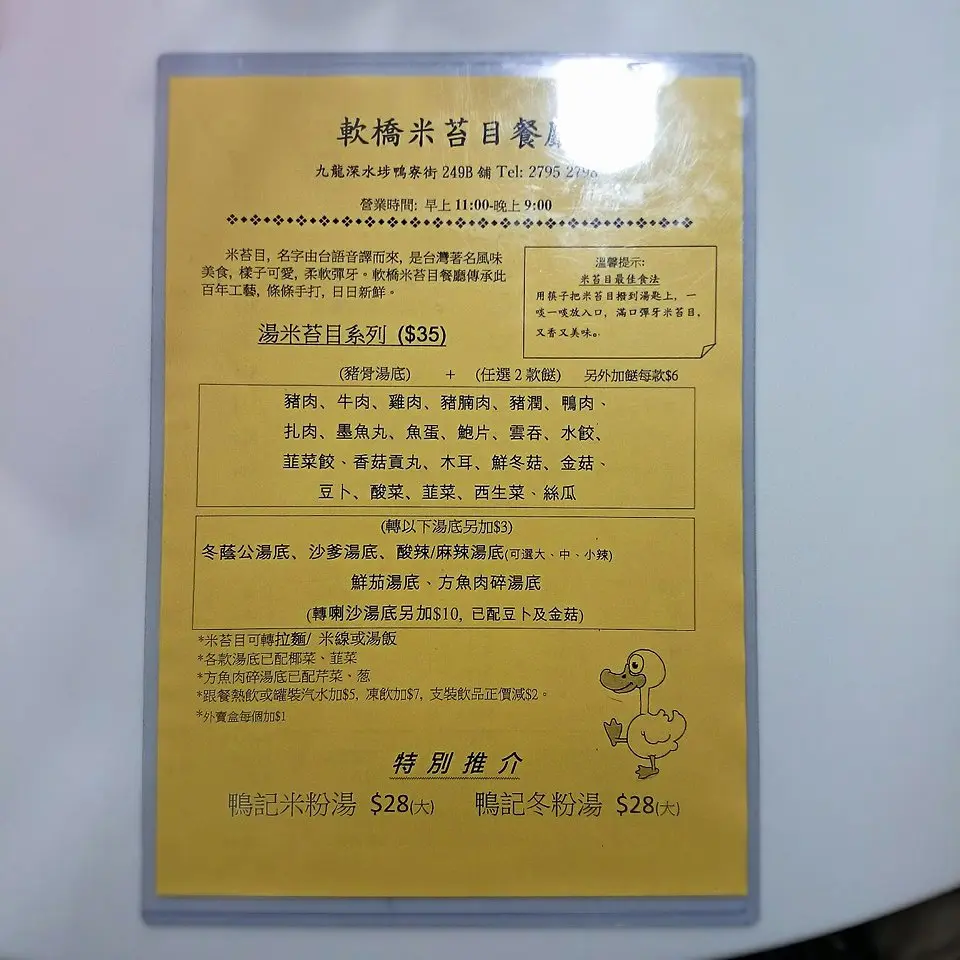 軟橋米苔目餐廳
九龍深水埗鴨寮街 249B 舖 Tel: 2795 2798
營業時間: 早上 11:00-晚上 9:00
米苔目, 名字由台語音譯而來, 是台灣著名風味
美食, 樣子可愛, 柔軟彈牙。軟橋米苔目餐廳傳承此
百年工藝, 條條手打, 日日新鮮。
溫馨提示:
米苔目最佳食法
用筷子把米苔目撥到湯匙上, 一
啖一啖放入口, 滿口彈牙米苔目,
又香又美味。
湯米苔目系列 ($35)
(豬骨湯底) + (任選 2 款餸) 另外加餸每款$6
豬肉、牛肉、雞肉、豬腩肉、豬潤、鴨肉、
扎肉、墨魚丸、魚蛋、鮑片、雲吞、水餃、
韮菜餃、香菇貢丸、木耳、鮮冬菇、金菇、
豆卜、酸菜、韮菜、西生菜、絲瓜
(轉以下湯底另加$3)
冬蔭公湯底、沙爹湯底、酸辣/麻辣湯底(可選大、中、小辣)
鮮茄湯底、方魚肉碎湯底
(轉喇沙湯底另加$10, 已配豆卜及金菇)
*米苔目可轉拉麵/ 米線或湯飯
*各款湯底已配椰菜、韮菜
*方魚肉碎湯底已配芹菜、葱
*跟餐熱飲或罐裝汽水加$5, 凍飲加$7, 支裝飲品正價減$2。
*外賣盒每個加$1
特別推介
鴨記米粉湯 $28(大) 鴨記冬粉湯 $28(大)